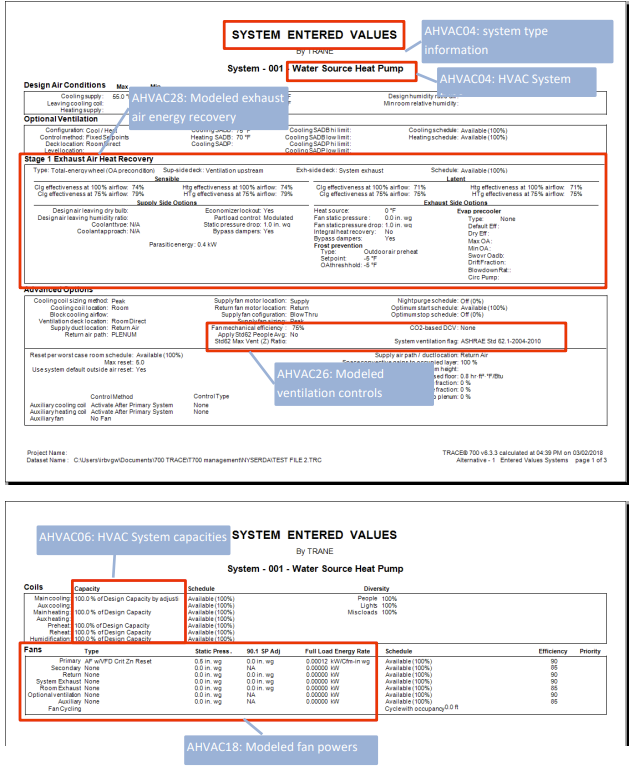 SYSTEM ENTERED VALUES
AHVAC04: system type information
By TRANE
System - 001 - Water Source Heat Pump
AHVAC04: HVAC System
Design Air Conditions Max Min
Cooling supply: 55.0 °F
Leaving cooling coil:
Heating supply:
Design humidity
Min room relative humidity:
AHVAC28: Modeled exhaust air energy recovery
Optional Ventilation
Configuration: Cool / Heat Cooling SADB: 75 °F Cooling SADB hi limit: Cooling schedule: Available (100%)
Control method: Fixed Setpoints Heating SADB: 70 °F Cooling SADB low limit: Heating schedule: Available (100%)
Deck location: Room Direct Cooling SADP: Cooling SADP hi limit:
Level location: Cooling SADP low limit:
Stage 1 Exhaust Air Heat Recovery
Type: Total-energy wheel (OA preconditon) Sup-side deck: Ventilation upstream Exh-side deck: System exhaust Schedule: Available (100%)
Sensible Latent
Clg effectiveness at 100% airflow: 74% Htg effectiveness at 100% airflow: 74% Clg effectiveness at 100% airflow: 71% Htg effectiveness at 100% airflow: 71%
Clg effectiveness at 75% airflow: 79% HTg effectiveness at 75% airflow: 79% Clg effectiveness at 75% airflow: 75% HTg effectiveness at 75% airflow: 75%
Supply Side Options Exhaust Side Options
Design air leaving dry bulb: Economizer lockout: Yes Heat source: 0 °F Evap precooler
Design air leaving humidity ratio: Part load control: Modulated Fan static pressure : 0.0 in. wg Type: None
Coolant type: N/A Static pressure drop: 1.0 in. wg Fan static pressure drop: 1.0 in. wg Default Eff :
Coolant approach: N/A Bypass dampers: Yes Integral heat recovery: No Dry Eff :
Parasitic energy: 0.4 kW Bypass dampers: Yes Max OA :
Frost prevention Min OA :
Type: Outdoor air preheat Swovr Oadb:
Setpoint: -5 °F Drift Fraction:
OA threshhold: -5 °F Blowdown Rat :
Circ Pump:
Advanced Options
Cooling coil sizing method: Peak Supply fan motor location: Supply Night purge schedule: Off (0%)
Cooling coil location: Room Return fan motor location: Return Optimum start schedule: Available (100%)
Block cooling airflow: Supply fan cofiguration: Blow Thru Optimum stop schedule: Off (0%)
Ventilation deck location: Room Direct Supply fan sizing: Peak
Supply duct location: Return Air Fan mechanical efficiency : 75% CO2-based DCV: None
Return air path: PLENUM Apply Std62 People Avg: No
Std62 Max Vent (Z) Ratio: System ventilation flag: ASHRAE Std 62.1-2004-2010
Reset per worst case room schedule: Available (100%) Supply air path / duct location: Return Air
Max reset: 5.0 occupied layer: 100 %
Use system default outside air reset: Yes height:
AHVAC26: Modeled ventilation controls
floor: 0.8 hr·ft²·°F/Btu
fraction: 0 %
fraction: 0 %
plenum: 0 %
Control Method Control Type
Auxiliary cooling coil Activate After Primary System None
Auxiliary heating coil Activate After Primary System None
Auxiliary fan No Fan
Project Name: TRACE® 700 v6.3.3 calculated at 04:39 PM on 03/02/2018
Dataset Name : C:\Users\irbvgw\Documents\700 TRACE\T700 management\NYSERDA\TEST FILE 2.TRC Alternative - 1 Entered Values Systems page 1 of 3
AHVAC06: HVAC System capacities
SYSTEM ENTERED VALUES
By TRANE
System - 001 - Water Source Heat Pump
Coils Capacity Schedule Diversity
Main cooling: 100.0 % of Design Capacity by adjusti Available (100%) People 100%
Aux cooling: Available (100%) Lights 100%
Main heating: 100.0 % of Design Capacity Available (100%) Misc loads 100%
Aux heating: Available (100%)
Preheat: 100.0% of Design Capacity Available (100%)
Reheat: 100.0 % of Design Capacity Available (100%)
Humidification: 100.0 % of Design Capacity Available (100%)
Fans Type Static Press. 90.1 SP Adj Full Load Energy Rate Schedule Efficiency Priority
Primary AF w/VFD Crit Zn Reset 0.5 in. wg 0.0 in. wg 0.00012 kW/Cfm-in wg Available (100%) 90
Secondary None 0.0 in. wg NA 0.00000 kW Available (100%) 85
Return None 0.0 in. wg 0.0 in. wg 0.00000 kW Available (100%) 90
System Exhaust None 0.0 in. wg 0.0 in. wg 0.00000 kW Available (100%) 90
Room Exhaust None 0.0 in. wg 0.0 in. wg 0.00000 kW Available (100%) 85
Optional ventilation None 0.0 in. wg NA 0.00000 kW Available (100%) 90
Auxiliary None 0.0 in. wg NA 0.00000 kW Available (100%) 85
Fan Cycling Cycle with occupancy 0.0 ft
AHVAC18: Modeled fan powers